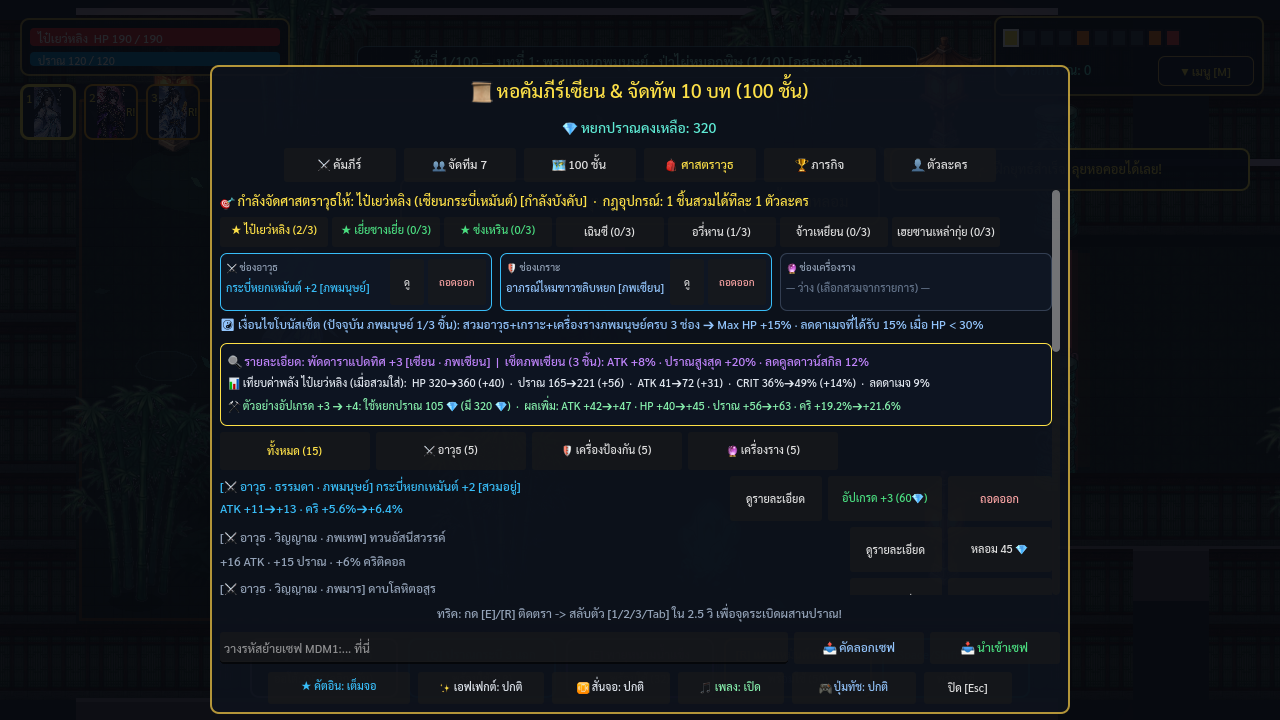 ไป๋เยว่หลิง HP 190 / 190
ปราณ 120 / 120
ชั้นที่ 1/100 — บทที่ 1: พรมแดนภพมนุษย์ · ป่าไผ่หมอกพิษ (1/10)
▼ เมนู [M]
1
2
3
หอคัมภีร์เซียน & จัดทัพ 10 บท (100 ชั้น)
💎 หยกปราณคงเหลือ: 320
⚔ คัมภีร์
👥 จัดทีม 7
🗺 100 ชั้น
🎒 ศาสตราวุธ
🏆 ภารกิจ
👤 ตัวละคร
🎯 กำลังจัดศาสตราวุธให้: ไป๋เยว่หลิง (เซียนกระบี่เหมันต์) [กำลังบังคับ] · กฎอุปกรณ์: 1 ชิ้นสวมได้ทีละ 1 ตัวละคร
★ ไป๋เยว่หลิง (2/3)
★ เยี่ยซางเยี่ย (0/3)
★ ซ่งเหริน (0/3)
เฉินซี (0/3)
อวี่หาน (1/3)
จ้าวเหยียน (0/3)
เฮยซานเหล่ากุ่ย (0/3)
⚔ ช่องอาวุธ
กระบี่หยกเหมันต์ +2 [ภพมนุษย์]
ดู
ถอดออก
🛡 ช่องเกราะ
อาภรณ์ไหมขาวขลิบหยก [ภพเซียน]
ดู
ถอดออก
🔮 ช่องเครื่องราง
— ว่าง (เลือกสวมจากรายการ) —
เงื่อนไขโบนัสเซ็ต (ปัจจุบัน ภพมนุษย์ 1/3 ชิ้น): สวมอาวุธ+เกราะ+เครื่องรางภพมนุษย์ครบ 3 ช่อง → Max HP +15% · ลดดาเมจที่ได้รับ 15% เมื่อ HP < 30%
🔍 รายละเอียด: พัดดาราแปดทิศ +3 [เซียน · ภพเซียน] | เซ็ตภพเซียน (3 ชิ้น): ATK +8% · ปราณสูงสุด +20% · ลดคูลดาวน์สกิล 12%
📊 เทียบค่าพลัง ไป๋เยว่หลิง (เมื่อสวมใส่): HP 320→360 (+40) · ปราณ 165→221 (+56) · ATK 41→72 (+31) · CRIT 36%→49% (+14%) · ลดดาเมจ 9%
⚒ ตัวอย่างอัปเกรด +3 → +4: ใช้หยกปราณ 105 💎 (มี 320 💎) · ผลเพิ่ม: ATK +42→+47 · HP +40→+45 · ปราณ +56→+63 · คริ +19.2%→+21.6%
ทั้งหมด (15)
⚔ อาวุธ (5)
🛡 เครื่องป้องกัน (5)
🔮 เครื่องราง (5)
[⚔ อาวุธ · ธรรมดา · ภพมนุษย์] กระบี่หยกเหมันต์ +2 [สวมอยู่]
ATK +11→+13 · คริ +5.6%→+6.4%
ดูรายละเอียด
อัปเกรด +3 (60💎)
ถอดออก
[⚔ อาวุธ · วิญญาณ · ภพเทพ] ทวนอัสนีสวรรค์
+16 ATK · +15 ปราณ · +6% คริติคอล
ดูรายละเอียด
หลอม 45 💎
[⚔ อาวุธ · วิญญาณ · ภพมาร] ดาบโลหิตอสูร
ทริค: กด [E]/[R] ติดตรา -> สลับตัว [1/2/3/Tab] ใน 2.5 วิ เพื่อจุดระเบิดผสานปราณ!
วางรหัสย้ายเซฟ MDM1:... ที่นี่
📤 คัดลอกเซฟ
📥 นำเข้าเซฟ
★ คัตอิน: เต็มจอ
✨ เอฟเฟกต์: ปกติ
สั่นจอ: ปกติ
🎵 เพลง: เปิด
🎮 ปุ่มทัช: ปกติ
ปิด [Esc]